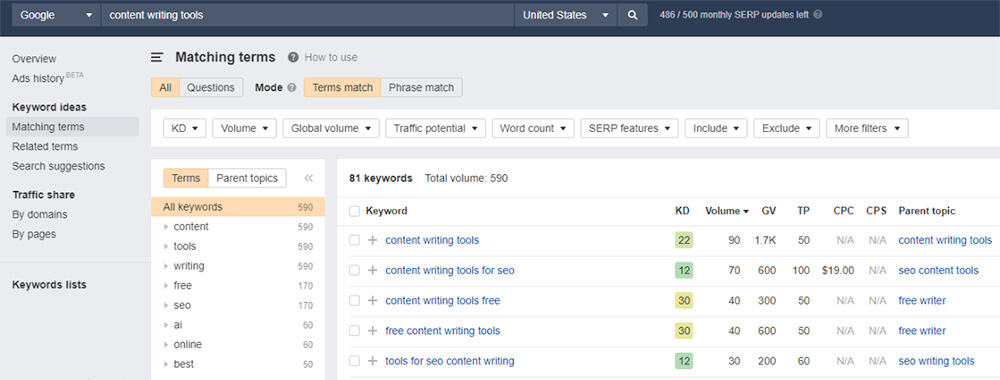 Google content writing tools United States 486 / 500 monthly SERP updates left ?
Overview
Ads history BETA
Keyword ideas
Matching terms
Related terms
Search suggestions
Traffic share
By domains
By pages
Keywords lists
Matching terms ? How to use
All Questions Mode ? Terms match Phrase match
KD Volume Global volume Traffic potential Word count SERP features Include Exclude More filters
Terms Parent topics
All keywords 590
content 590
tools 590
writing 590
free 170
seo 170
ai 60
online 60
best 50
81 keywords Total volume: 590
Keyword KD Volume GV TP CPC CPS Parent topic
content writing tools 22 90 1.7K 50 N/A N/A content writing tools
content writing tools for seo 12 70 600 100 $19.00 N/A seo content tools
content writing tools free 30 40 300 50 N/A N/A free writer
free content writing tools 30 40 600 50 N/A N/A free writer
tools for seo content writing 12 30 200 60 N/A N/A seo writing tools